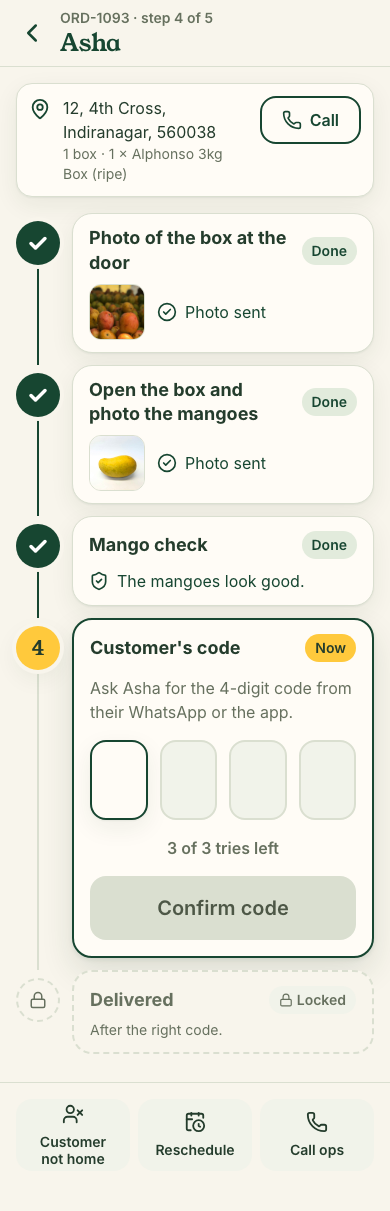 ORD-1093 · step 4 of 5
Asha
12, 4th Cross,
Indiranagar, 560038
1 box · 1 × Alphonso 3kg
Box (ripe)
Call
Photo of the box at the
door
Done
Photo sent
Open the box and
photo the mangoes
Done
Photo sent
Mango check
Done
The mangoes look good.
4
Customer's code
Now
Ask Asha for the 4-digit code from
their WhatsApp or the app.
3 of 3 tries left
Confirm code
Delivered
Locked
After the right code.
Customer
not home
Reschedule
Call ops